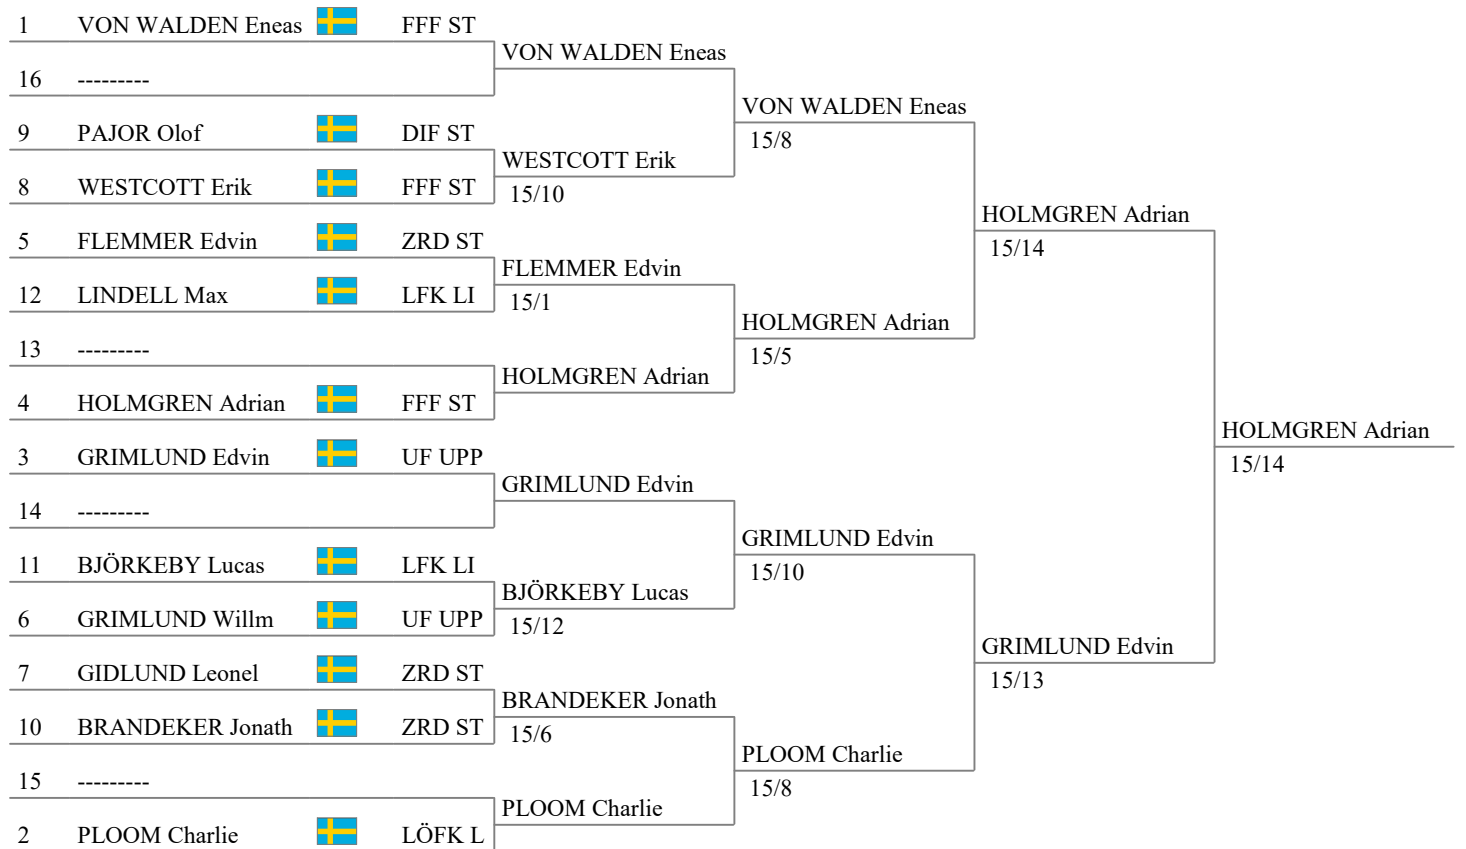 1 VON WALDEN Eneas FFF ST
VON WALDEN Eneas
16 ---------
VON WALDEN Eneas
15/8
9 PAJOR Olof DIF ST
WESTCOTT Erik
15/10
8 WESTCOTT Erik FFF ST
HOLMGREN Adrian
15/14
5 FLEMMER Edvin ZRD ST
FLEMMER Edvin
15/1
12 LINDELL Max LFK LI
HOLMGREN Adrian
15/5
13 ---------
HOLMGREN Adrian
4 HOLMGREN Adrian FFF ST
HOLMGREN Adrian
15/14
3 GRIMLUND Edvin UF UPP
GRIMLUND Edvin
14 ---------
GRIMLUND Edvin
15/10
11 BJÖRKEBY Lucas LFK LI
BJÖRKEBY Lucas
15/12
6 GRIMLUND Willm UF UPP
GRIMLUND Edvin
15/13
7 GIDLUND Leonel ZRD ST
BRANDEKER Jonath
15/6
10 BRANDEKER Jonath ZRD ST
PLOOM Charlie
15/8
15 ---------
PLOOM Charlie
2 PLOOM Charlie LÖFK L